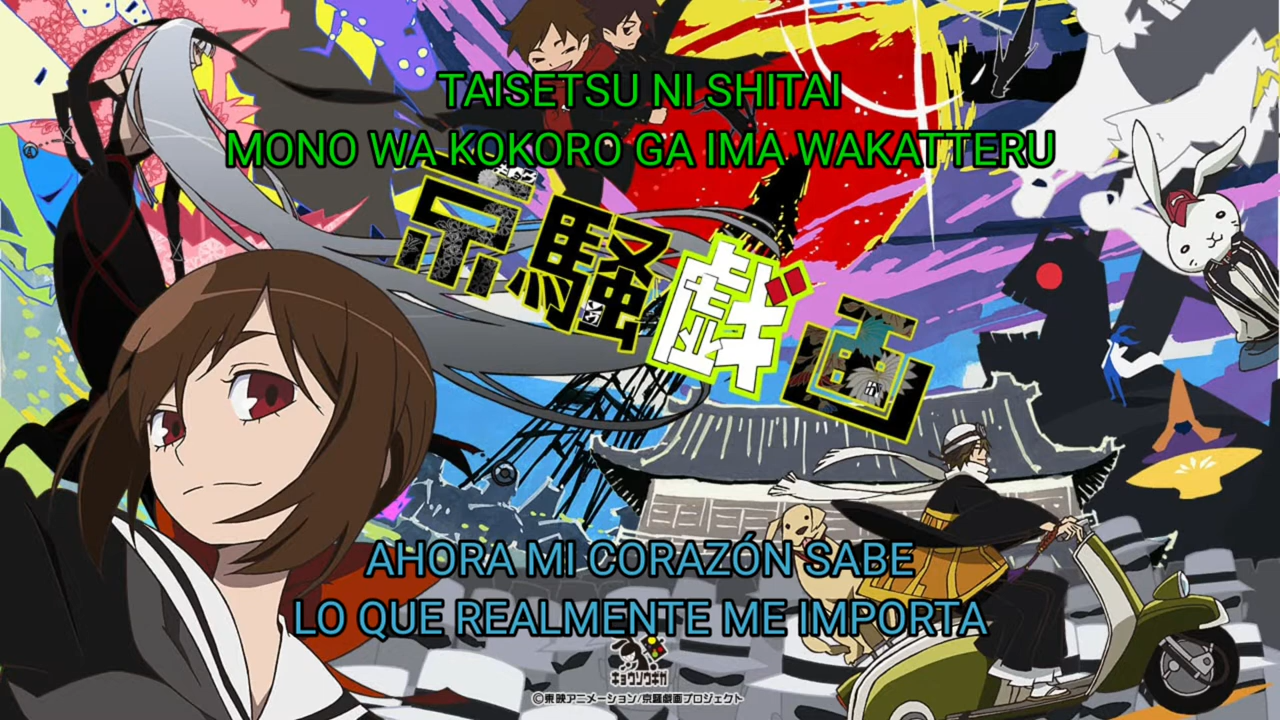 TAISETSU NI SHITAI
MONO WA KOKORO GA IMA WAKATTERU
京騒戯画
AHORA MI CORAZÓN SABE
LO QUE REALMENTE ME IMPORTA
キョウソウギガ
©東映アニメーション/京騒戯画プロジェクト